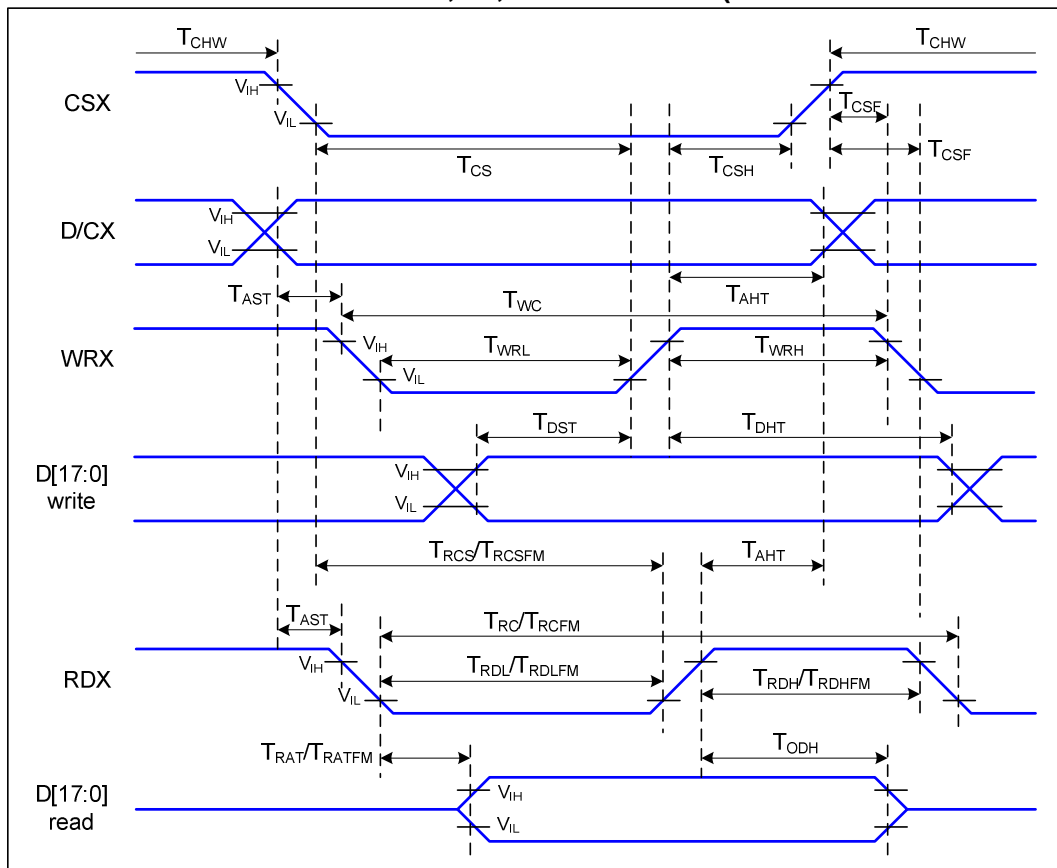 TCHW TCHW
CSX VIH TCSF
VIL TCSF
TCS TCSH
D/CX VIH
VIL
TAST TWC TAHT
WRX VIH TWRL TWRH
VIL
TDST TDHT
D[17:0] VIH
write VIL
TRCS/TRCSFM TAHT
TAST TRC/TRCFM
RDX VIH TRDL/TRDLFM TRDH/TRDHFM
VIL
TRAT/TRATFM TODH
D[17:0] VIH
read VIL